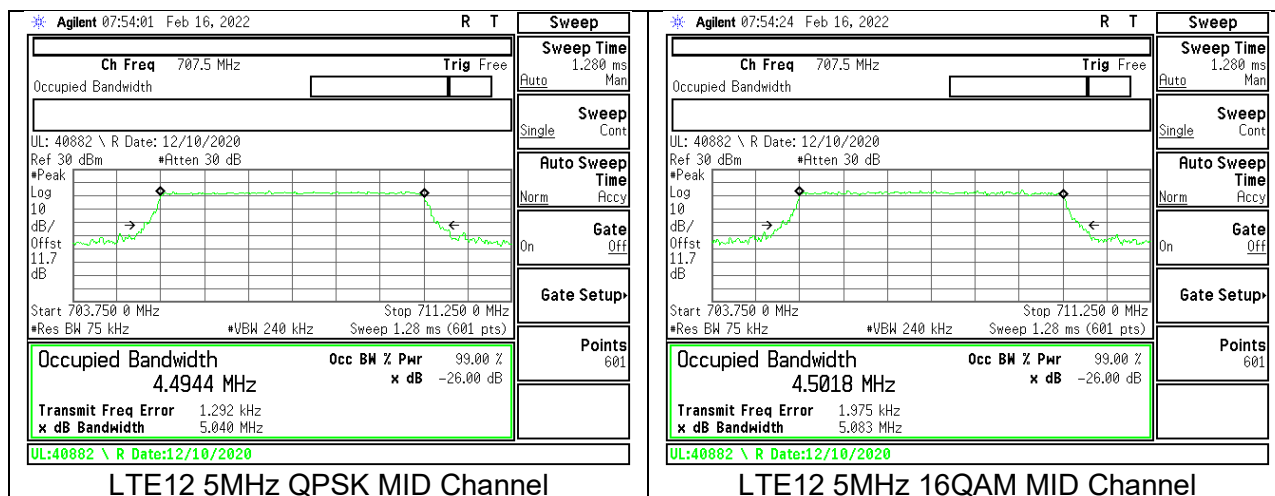 Agilent 07:54:01 Feb 16, 2022 R T
Sweep
Ch Freq 707.5 MHz Trig Free
Occupied Bandwidth
UL: 40882 \ R Date: 12/10/2020
Ref 30 dBm #Atten 30 dB
#Peak
Log
10
dB/
Offst
11.7
dB
Start 703.750 0 MHz Stop 711.250 0 MHz
#Res BW 75 kHz #VBW 240 kHz Sweep 1.28 ms (601 pts)
Occupied Bandwidth Occ BW % Pwr 99.00 %
4.4944 MHz x dB -26.00 dB
Transmit Freq Error 1.292 kHz
x dB Bandwidth 5.040 MHz
UL:40882 \ R Date:12/10/2020
Sweep Time
1.280 ms
Auto Man
Sweep
Single Cont
Auto Sweep
Time
Norm Accy
Gate
On Off
Gate Setup▸
Points
601
LTE12 5MHz QPSK MID Channel
Agilent 07:54:24 Feb 16, 2022 R T
Sweep
Ch Freq 707.5 MHz Trig Free
Occupied Bandwidth
UL: 40882 \ R Date: 12/10/2020
Ref 30 dBm #Atten 30 dB
#Peak
Log
10
dB/
Offst
11.7
dB
Start 703.750 0 MHz Stop 711.250 0 MHz
#Res BW 75 kHz #VBW 240 kHz Sweep 1.28 ms (601 pts)
Occupied Bandwidth Occ BW % Pwr 99.00 %
4.5018 MHz x dB -26.00 dB
Transmit Freq Error 1.975 kHz
x dB Bandwidth 5.083 MHz
UL:40882 \ R Date:12/10/2020
Sweep Time
1.280 ms
Auto Man
Sweep
Single Cont
Auto Sweep
Time
Norm Accy
Gate
On Off
Gate Setup▸
Points
601
LTE12 5MHz 16QAM MID Channel